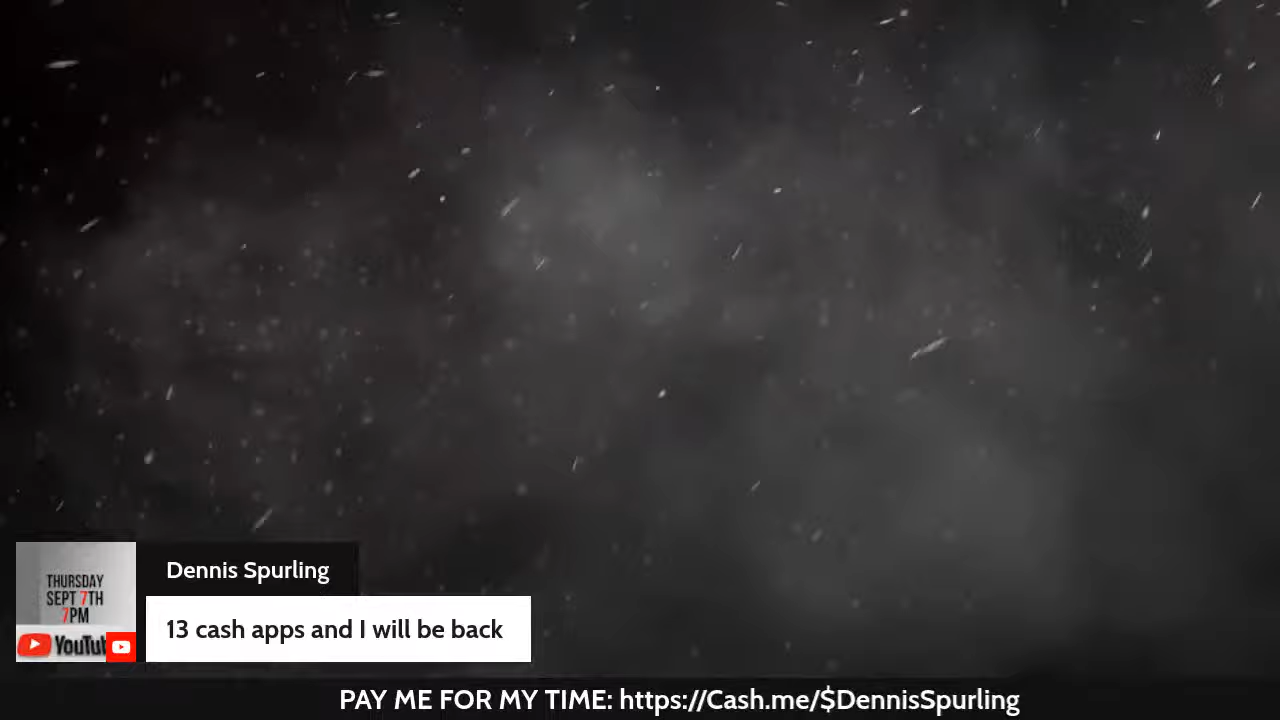 Dennis Spurling
THURSDAY
SEPT 7TH
7PM
YouTub
13 cash apps and I will be back
PAY ME FOR MY TIME: https://Cash.me/$DennisSpurling